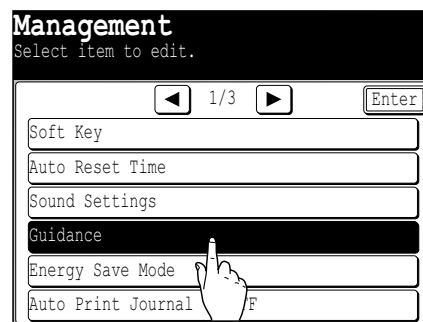 Management
Select item to edit.
◀ 1/3 ▶ Enter
Soft Key
Auto Reset Time
Sound Settings
Guidance
Energy Save Mode
Auto Print Journal